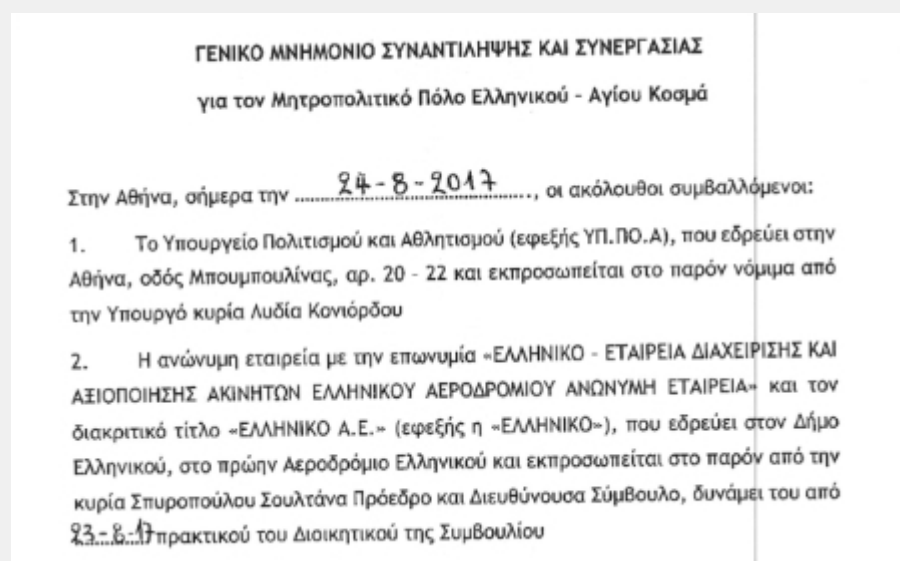 ΓΕΝΙΚΟ ΜΝΗΜΟΝΙΟ ΣΥΝΑΝΤΙΛΗΨΗΣ ΚΑΙ ΣΥΝΕΡΓΑΣΙΑΣ
για τον Μητροπολιτικό Πόλο Ελληνικού - Αγίου Κοσμά
Στην Αθήνα, σήμερα την ....24-8-2017...., οι ακόλουθοι συμβαλλόμενοι:
1. Το Υπουργείο Πολιτισμού και Αθλητισμού (εφεξής ΥΠ.ΠΟ.Α), που εδρεύει στην
Αθήνα, οδός Μπουμπουλίνας, αρ. 20 - 22 και εκπροσωπείται στο παρόν νόμιμα από
την Υπουργό κυρία Λυδία Κονιόρδου
2. Η ανώνυμη εταιρεία με την επωνυμία «ΕΛΛΗΝΙΚΟ - ΕΤΑΙΡΕΙΑ ΔΙΑΧΕΙΡΙΣΗΣ ΚΑΙ
ΑΞΙΟΠΟΙΗΣΗΣ ΑΚΙΝΗΤΩΝ ΕΛΛΗΝΙΚΟΥ ΑΕΡΟΔΡΟΜΙΟΥ ΑΝΩΝΥΜΗ ΕΤΑΙΡΕΙΑ» και τον
διακριτικό τίτλο «ΕΛΛΗΝΙΚΟ Α.Ε.» (εφεξής η «ΕΛΛΗΝΙΚΟ»), που εδρεύει στον Δήμο
Ελληνικού, στο πρώην Αεροδρόμιο Ελληνικού και εκπροσωπείται στο παρόν από την
κυρία Σπυροπούλου Σουλτάνα Πρόεδρο και Διευθύνουσα Σύμβουλο, δυνάμει του από
23-8-17 πρακτικού του Διοικητικού της Συμβουλίου